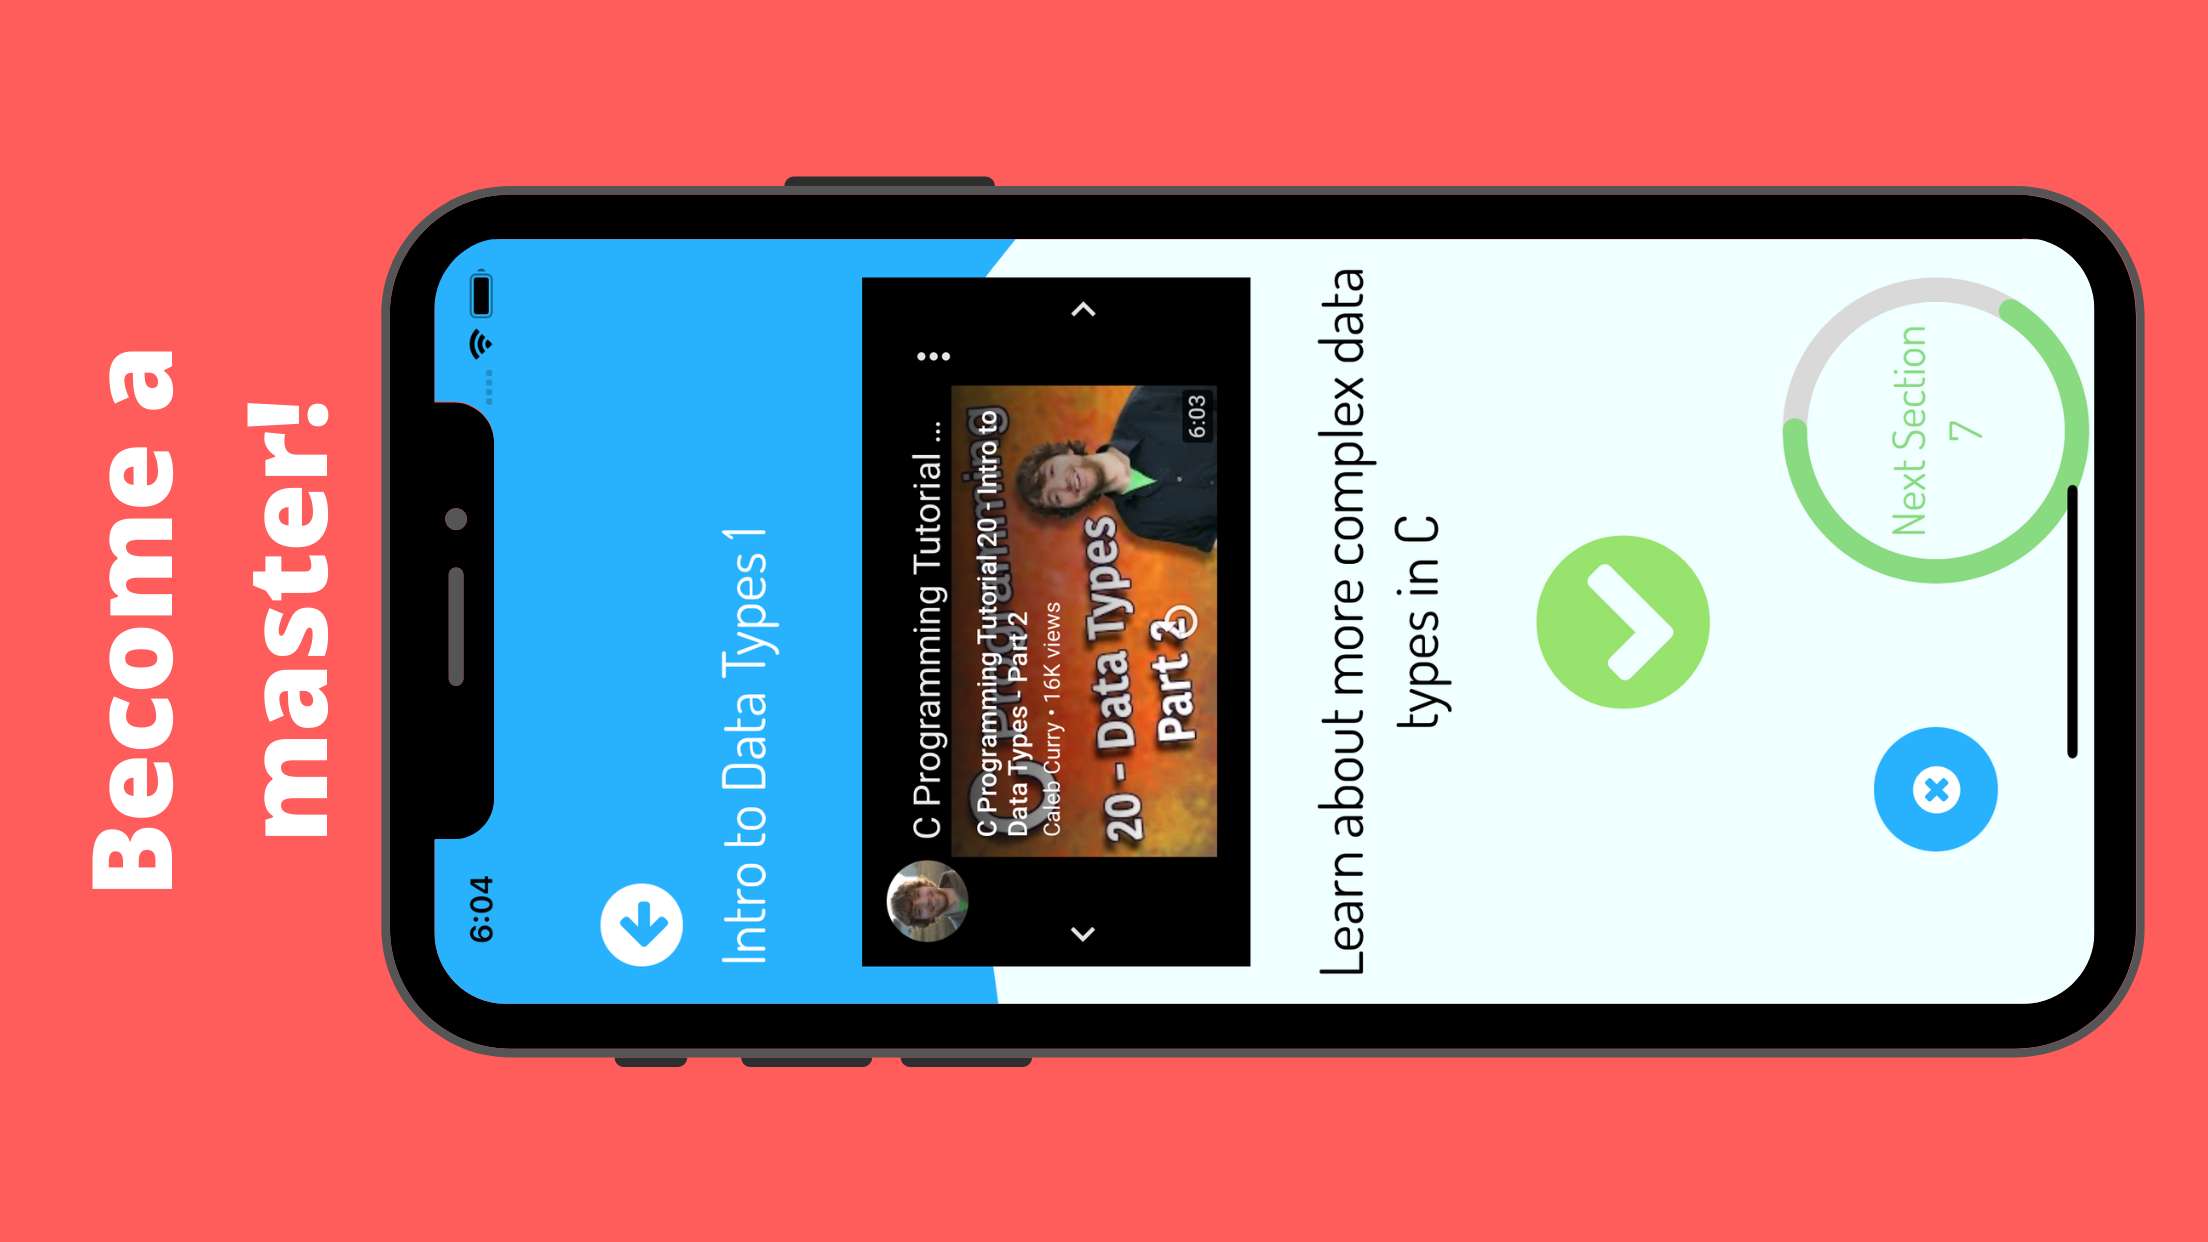 Become a
master!
6:04
Intro to Data Types 1
C Programming Tutorial ...
C Programming
C Programming Tutorial 20 - Intro to
Data Types - Part 2
Caleb Curry • 16K views
20 - Data Types
Part 2
6:03
Learn about more complex data
types in C
Next Section
7